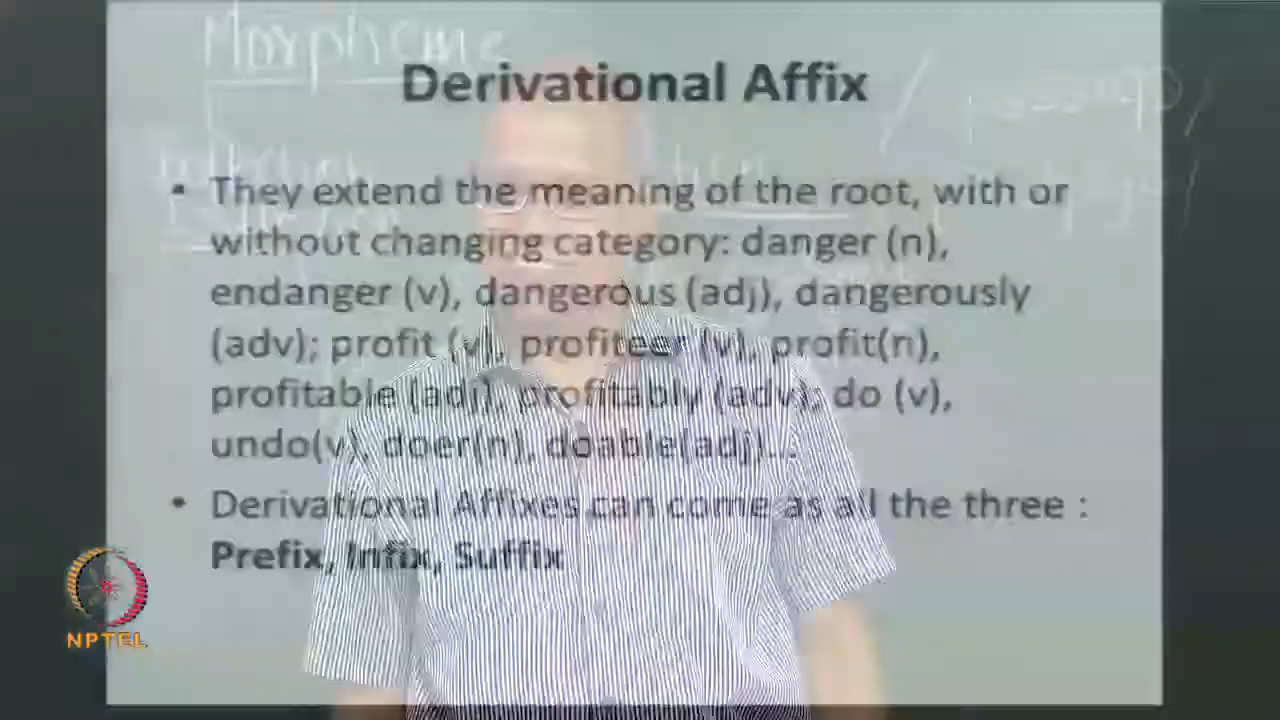 Morpheme
Derivational Affix
• They extend the meaning of the root, with or
without changing category: danger (n),
endanger (v), dangerous (adj), dangerously
(adv); profit (v), profiteer (v), profit(n),
profitable (adj), profitably (adv); do (v),
undo(v), doer(n), doable(adj)...
• Derivational Affixes can come as all the three :
Prefix, Infix, Suffix
NPTEL